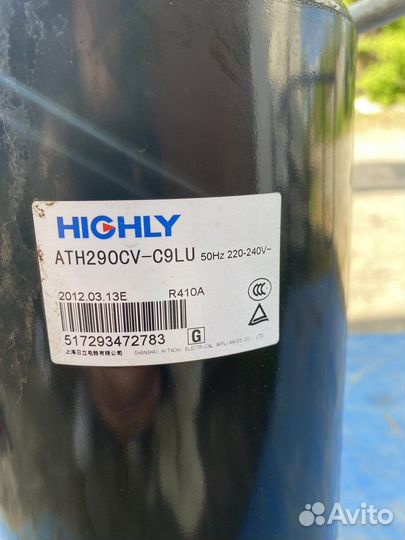 HIGHLY
ATH290CV-C9LU 50Hz 220-240V~
2012.03.13E R410A
517293472783 G
上海日立电器有限公司 SHANGHAI HITACHI ELECTRICAL APPLIANCES CO., LTD.
CCC
Avito